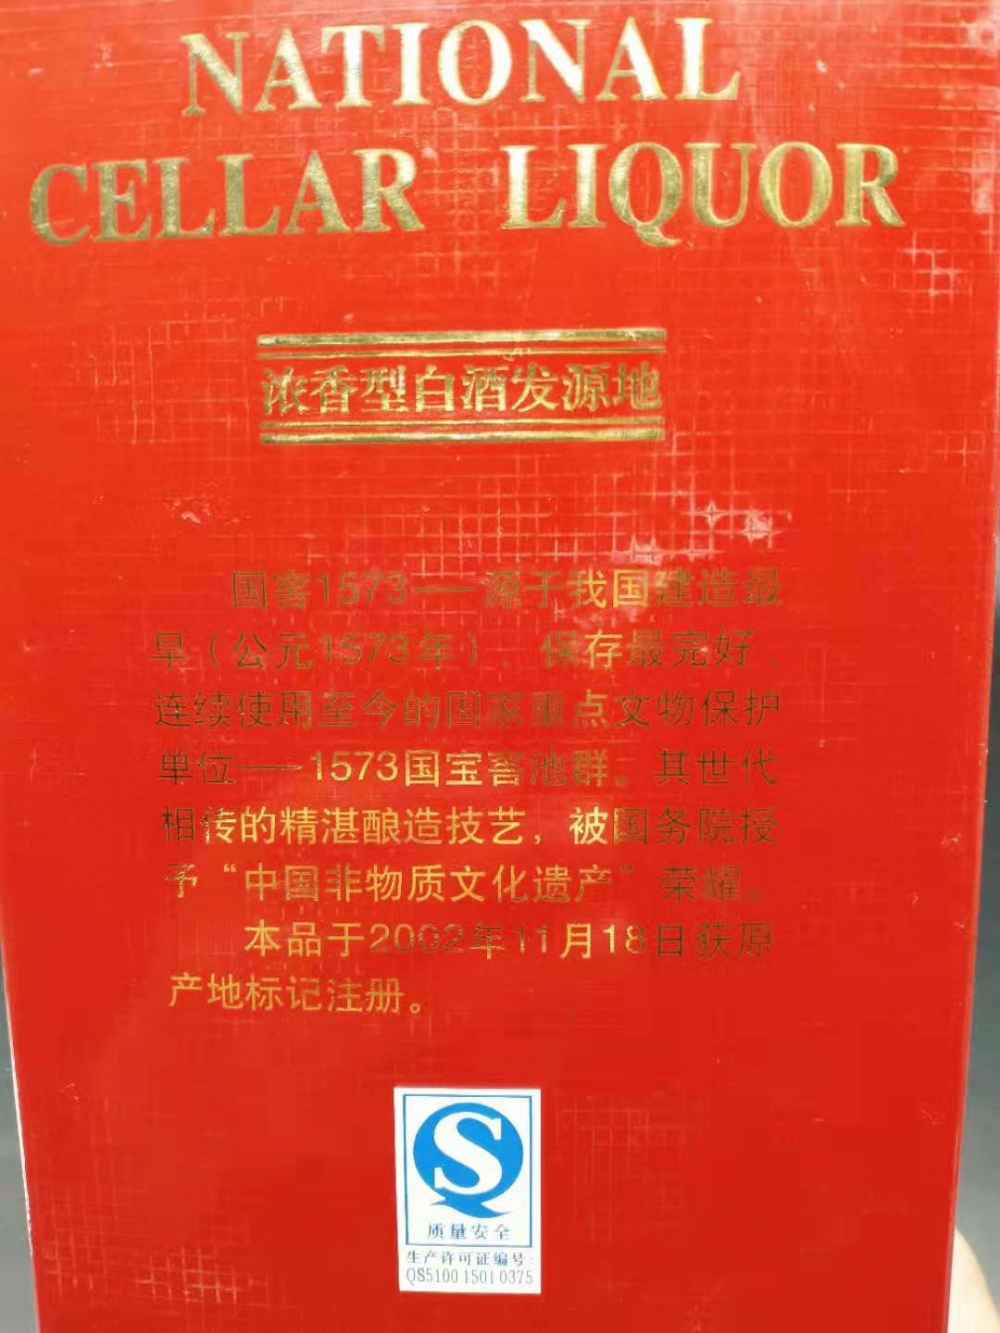 NATIONAL
CELLAR LIQUOR
浓香型白酒发源地
国窖1573——源于我国建造最
早（公元1573年）、保存最完好、
连续使用至今的国家重点文物保护
单位——1573国宝窖池群。其世代
相传的精湛酿造技艺，被国务院授
予“中国非物质文化遗产”荣耀。
本品于2002年11月18日获原
产地标记注册。
质量安全
生产许可证编号：
QS5100 1501 0375